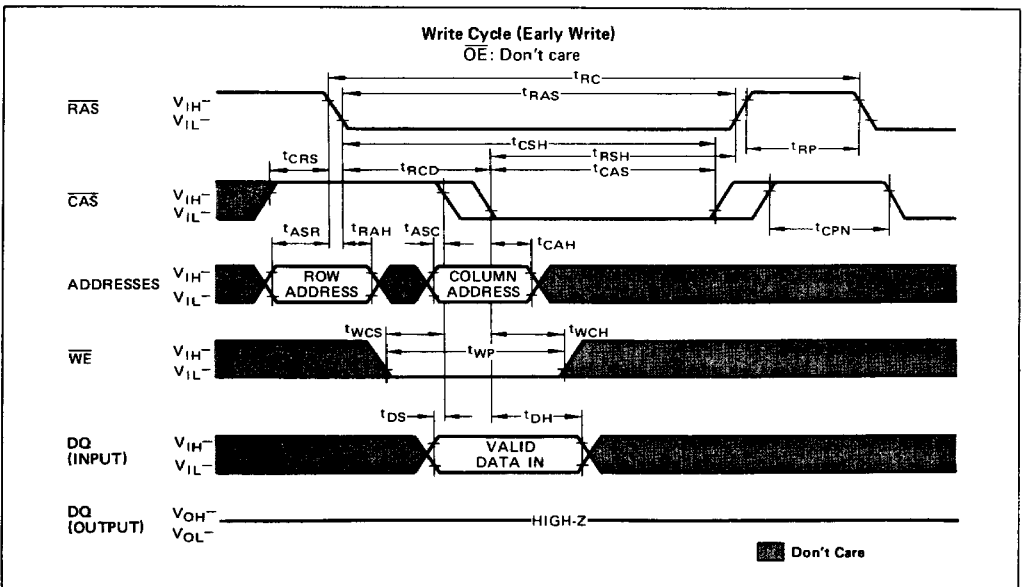 Write Cycle (Early Write)
OE: Don't care
tRC
RAS
VIH
VIL
tRAS
tCSH
tRSH
tRP
tCRS
tRCD
tCAS
CAS
VIH
VIL
tCPN
tASR
tRAH
tASC
tCAH
ADDRESSES
VIH
VIL
ROW
ADDRESS
COLUMN
ADDRESS
tWCS
tWCH
tWP
WE
VIH
VIL
tDS
tDH
DQ
(INPUT)
VIH
VIL
VALID
DATA IN
DQ
(OUTPUT)
VOH
VOL
HIGH-Z
Don't Care